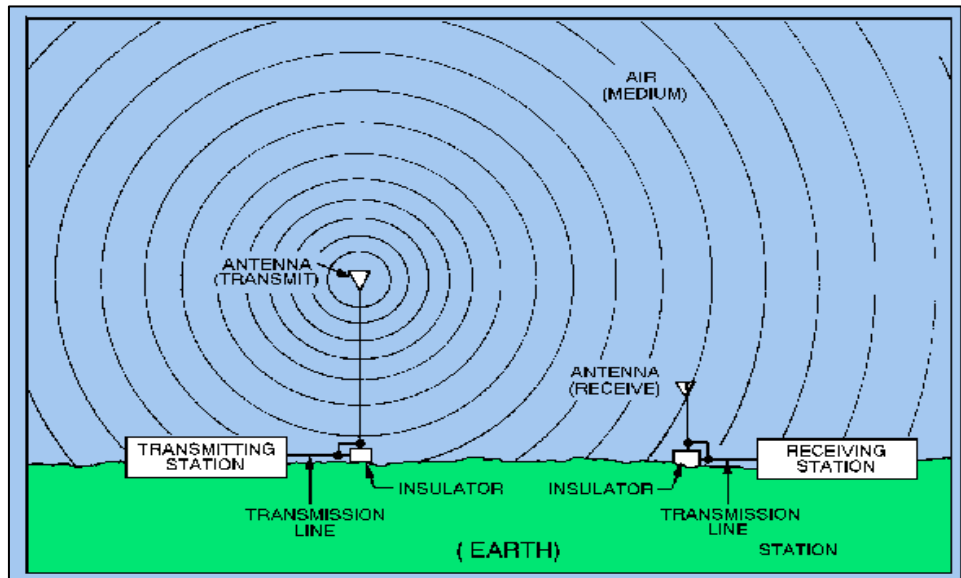 AIR
(MEDIUM)
ANTENNA
(TRANSMIT)
ANTENNA
(RECEIVE)
TRANSMITTING
STATION
RECEIVING
STATION
INSULATOR
INSULATOR
TRANSMISSION
LINE
TRANSMISSION
LINE
(EARTH)
STATION